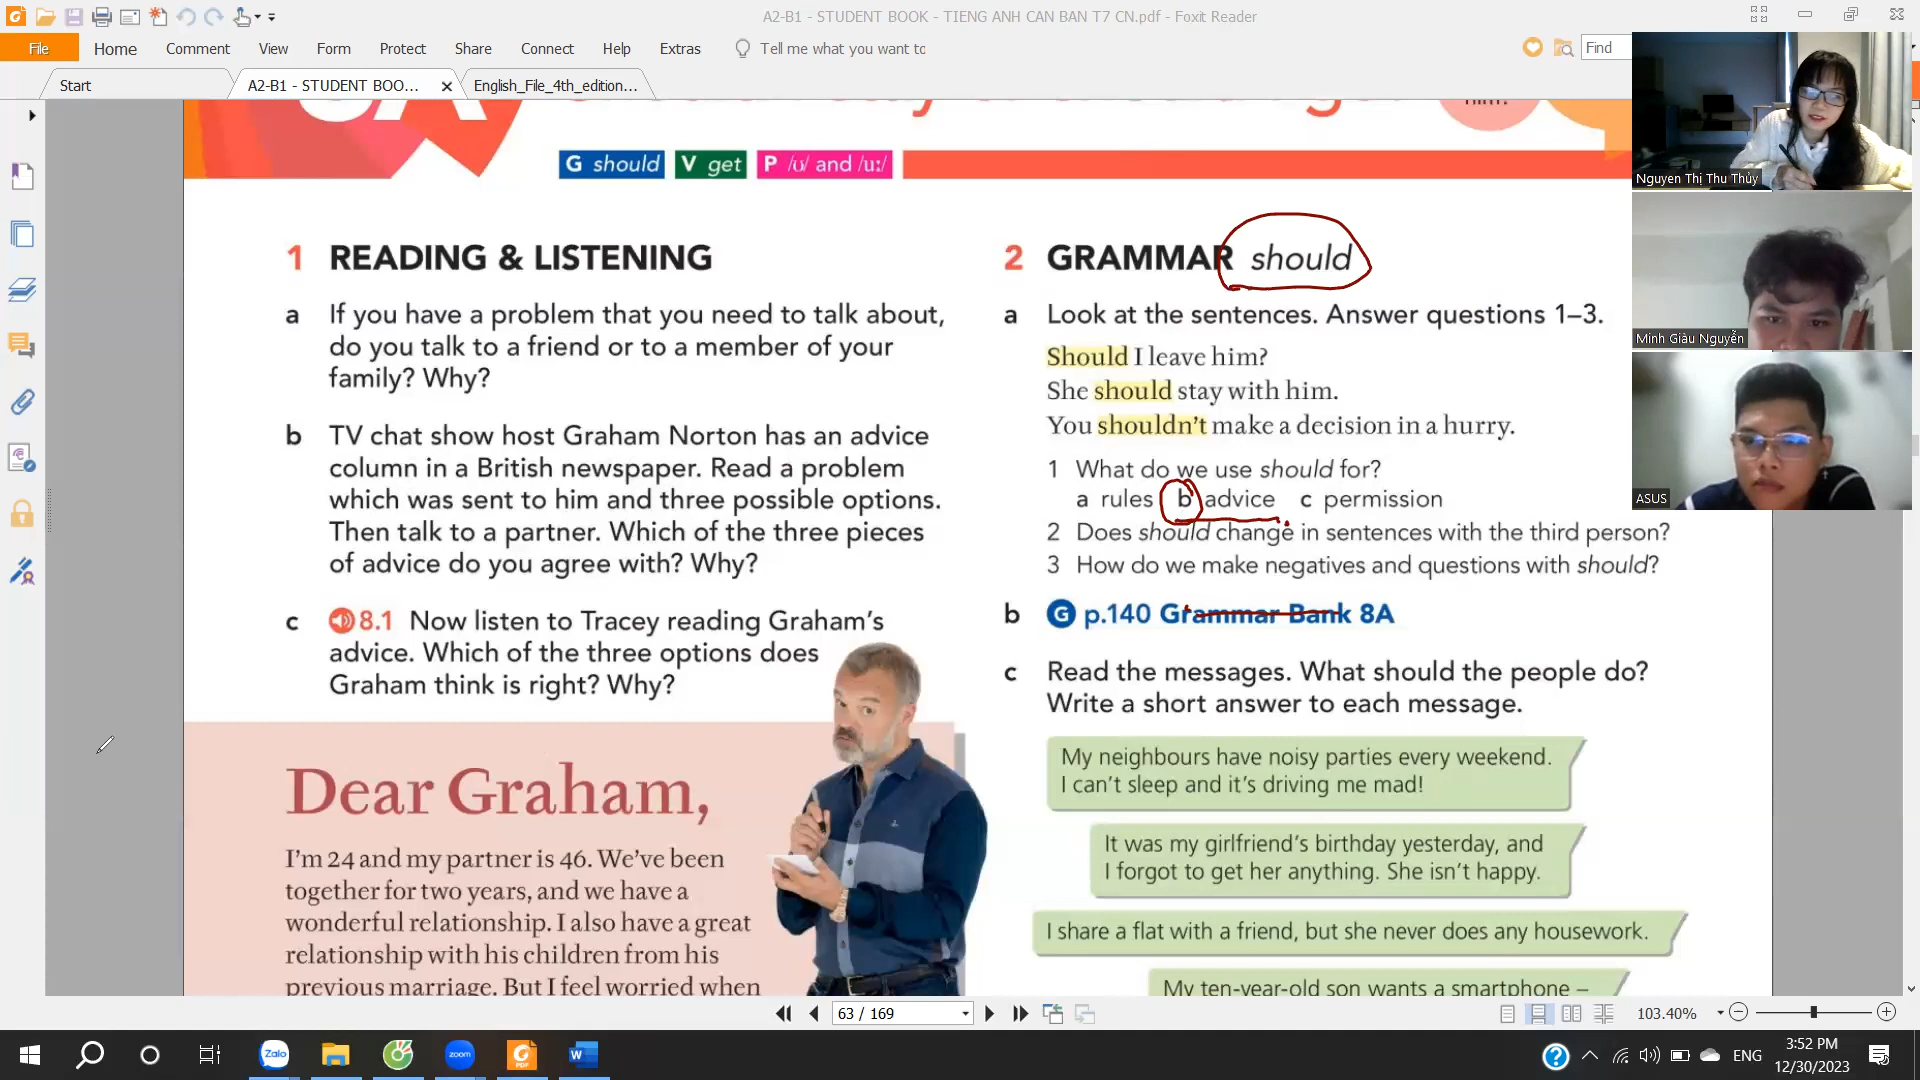 A2-B1 - STUDENT BOOK - TIENG ANH CAN BAN T7 CN.pdf - Foxit Reader
File Home Comment View Form Protect Share Connect Help Extras Tell me what you want to Find
Start A2-B1 - STUDENT BOO... English_File_4th_edition...
G should V get P /ʊ/ and /uː/
1 READING & LISTENING
a If you have a problem that you need to talk about,
do you talk to a friend or to a member of your
family? Why?
b TV chat show host Graham Norton has an advice
column in a British newspaper. Read a problem
which was sent to him and three possible options.
Then talk to a partner. Which of the three pieces
of advice do you agree with? Why?
c 8.1 Now listen to Tracey reading Graham's
advice. Which of the three options does
Graham think is right? Why?
Dear Graham,
I'm 24 and my partner is 46. We've been
together for two years, and we have a
wonderful relationship. I also have a great
relationship with his children from his
previous marriage. But I feel worried when
2 GRAMMAR should
a Look at the sentences. Answer questions 1–3.
Should I leave him?
She should stay with him.
You shouldn't make a decision in a hurry.
1 What do we use should for?
a rules b advice c permission
2 Does should change in sentences with the third person?
3 How do we make negatives and questions with should?
b G p.140 Grammar Bank 8A
c Read the messages. What should the people do?
Write a short answer to each message.
My neighbours have noisy parties every weekend.
I can't sleep and it's driving me mad!
It was my girlfriend's birthday yesterday, and
I forgot to get her anything. She isn't happy.
I share a flat with a friend, but she never does any housework.
My ten-year-old son wants a smartphone –
Nguyen Thị Thu Thủy
Minh Giàu Nguyễn
ASUS
63 / 169
103.40%
Zalo
zoom
PDF
W
ENG
3:52 PM
12/30/2023